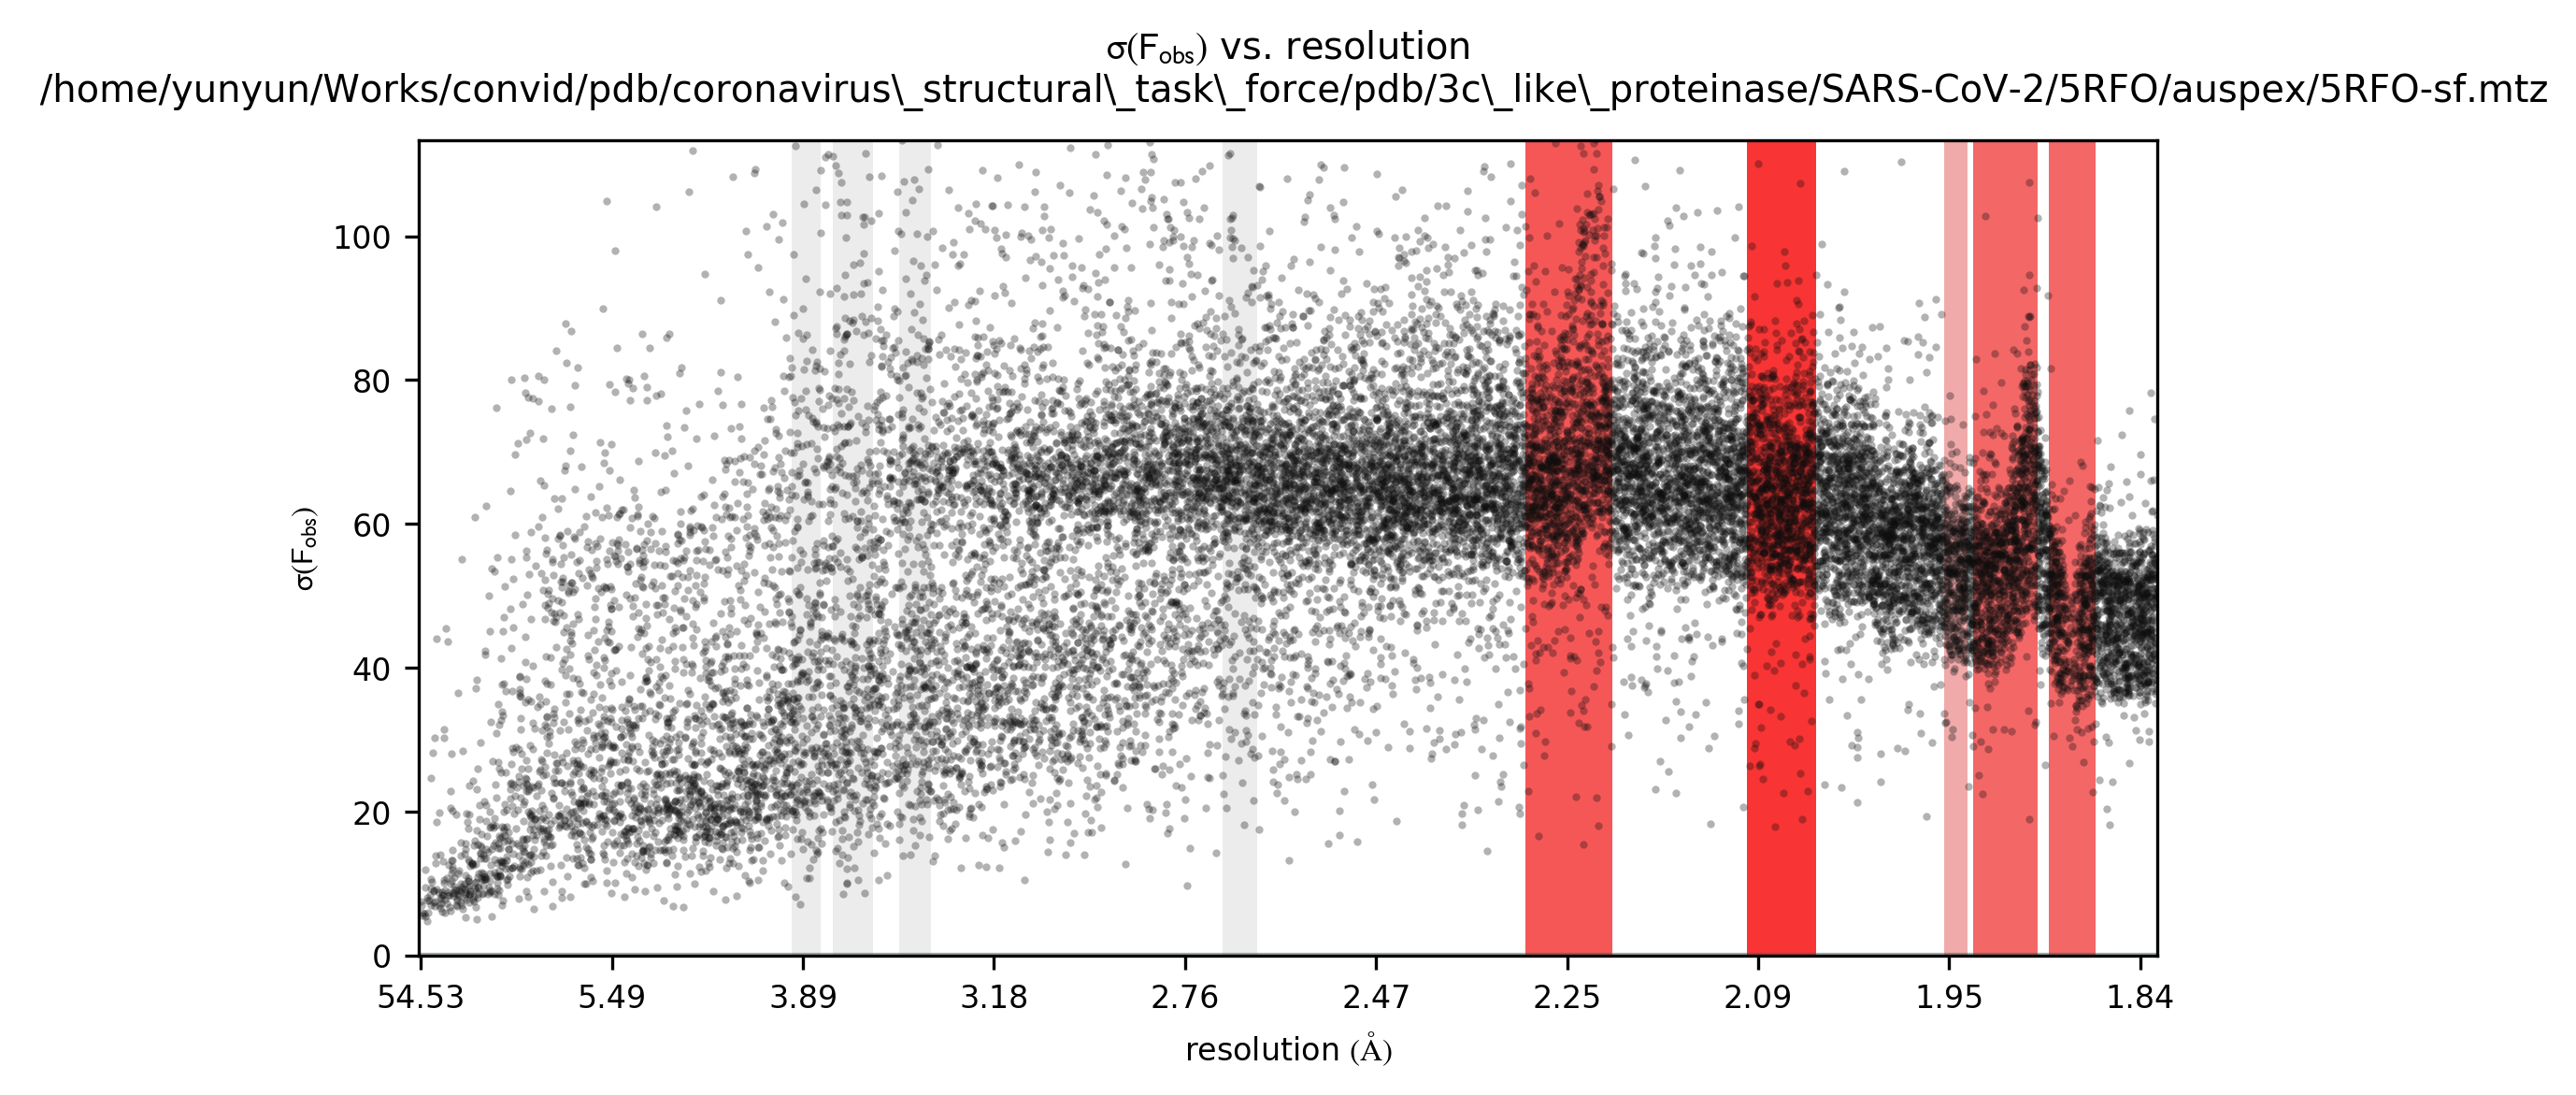 σ(Fobs) vs. resolution
/home/yunyun/Works/convid/pdb/coronavirus\_structural\_task\_force/pdb/3c\_like\_proteinase/SARS-CoV-2/5RFO/auspex/5RFO-sf.mtz
100
80
60
40
20
0
σ(Fobs)
54.53 5.49 3.89 3.18 2.76 2.47 2.25 2.09 1.95 1.84
resolution (Å)